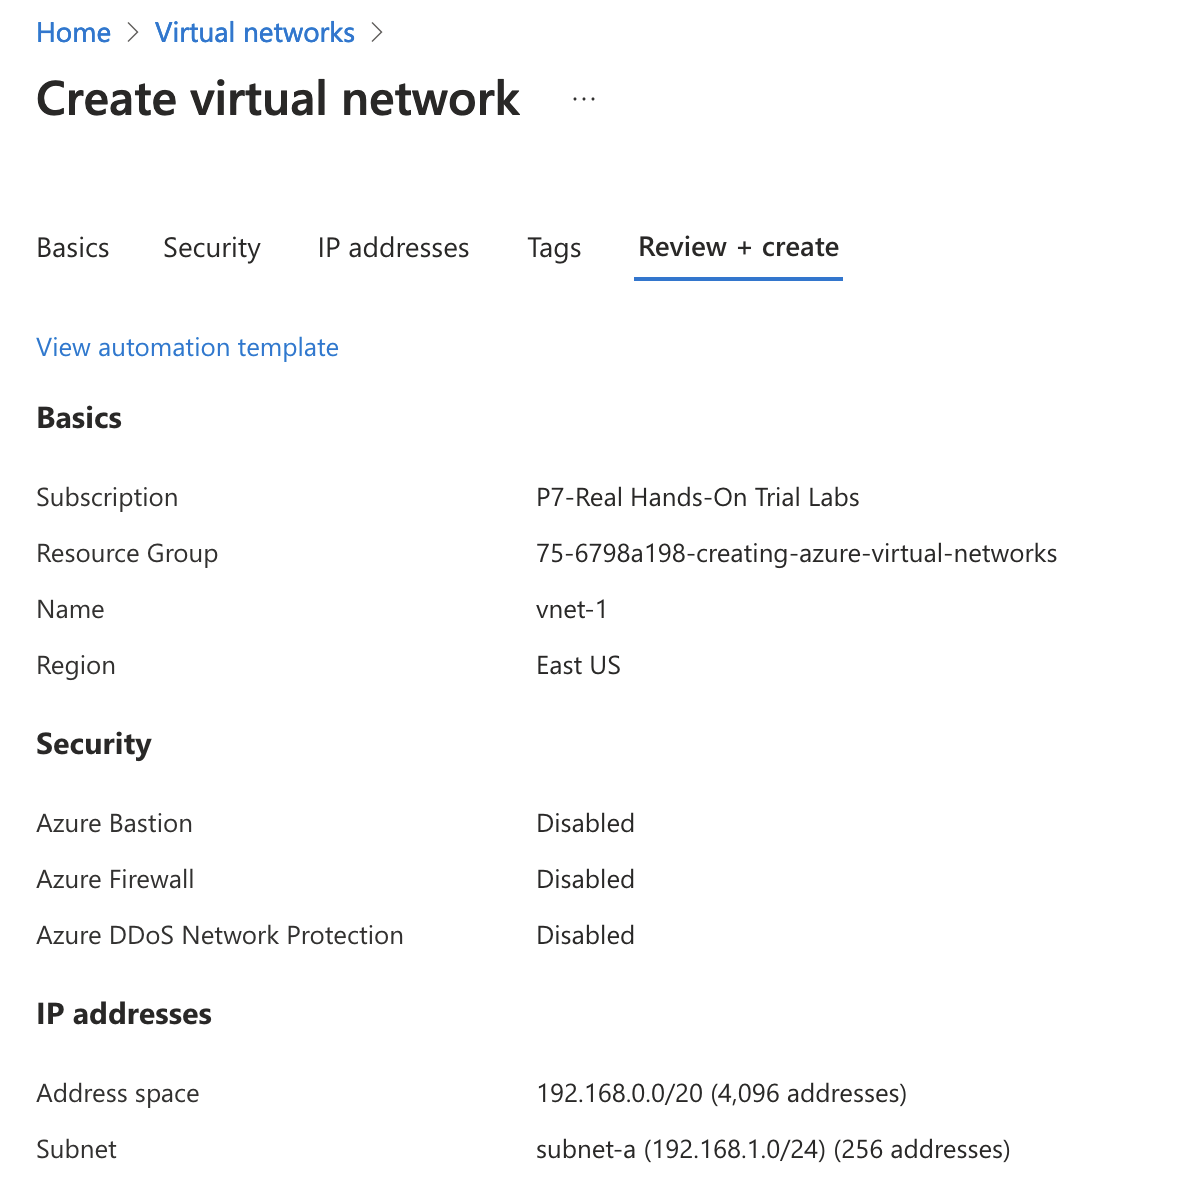 Home > Virtual networks >
Create virtual network ...
Basics Security IP addresses Tags Review + create
View automation template
Basics
Subscription P7-Real Hands-On Trial Labs
Resource Group 75-6798a198-creating-azure-virtual-networks
Name vnet-1
Region East US
Security
Azure Bastion Disabled
Azure Firewall Disabled
Azure DDoS Network Protection Disabled
IP addresses
Address space 192.168.0.0/20 (4,096 addresses)
Subnet subnet-a (192.168.1.0/24) (256 addresses)